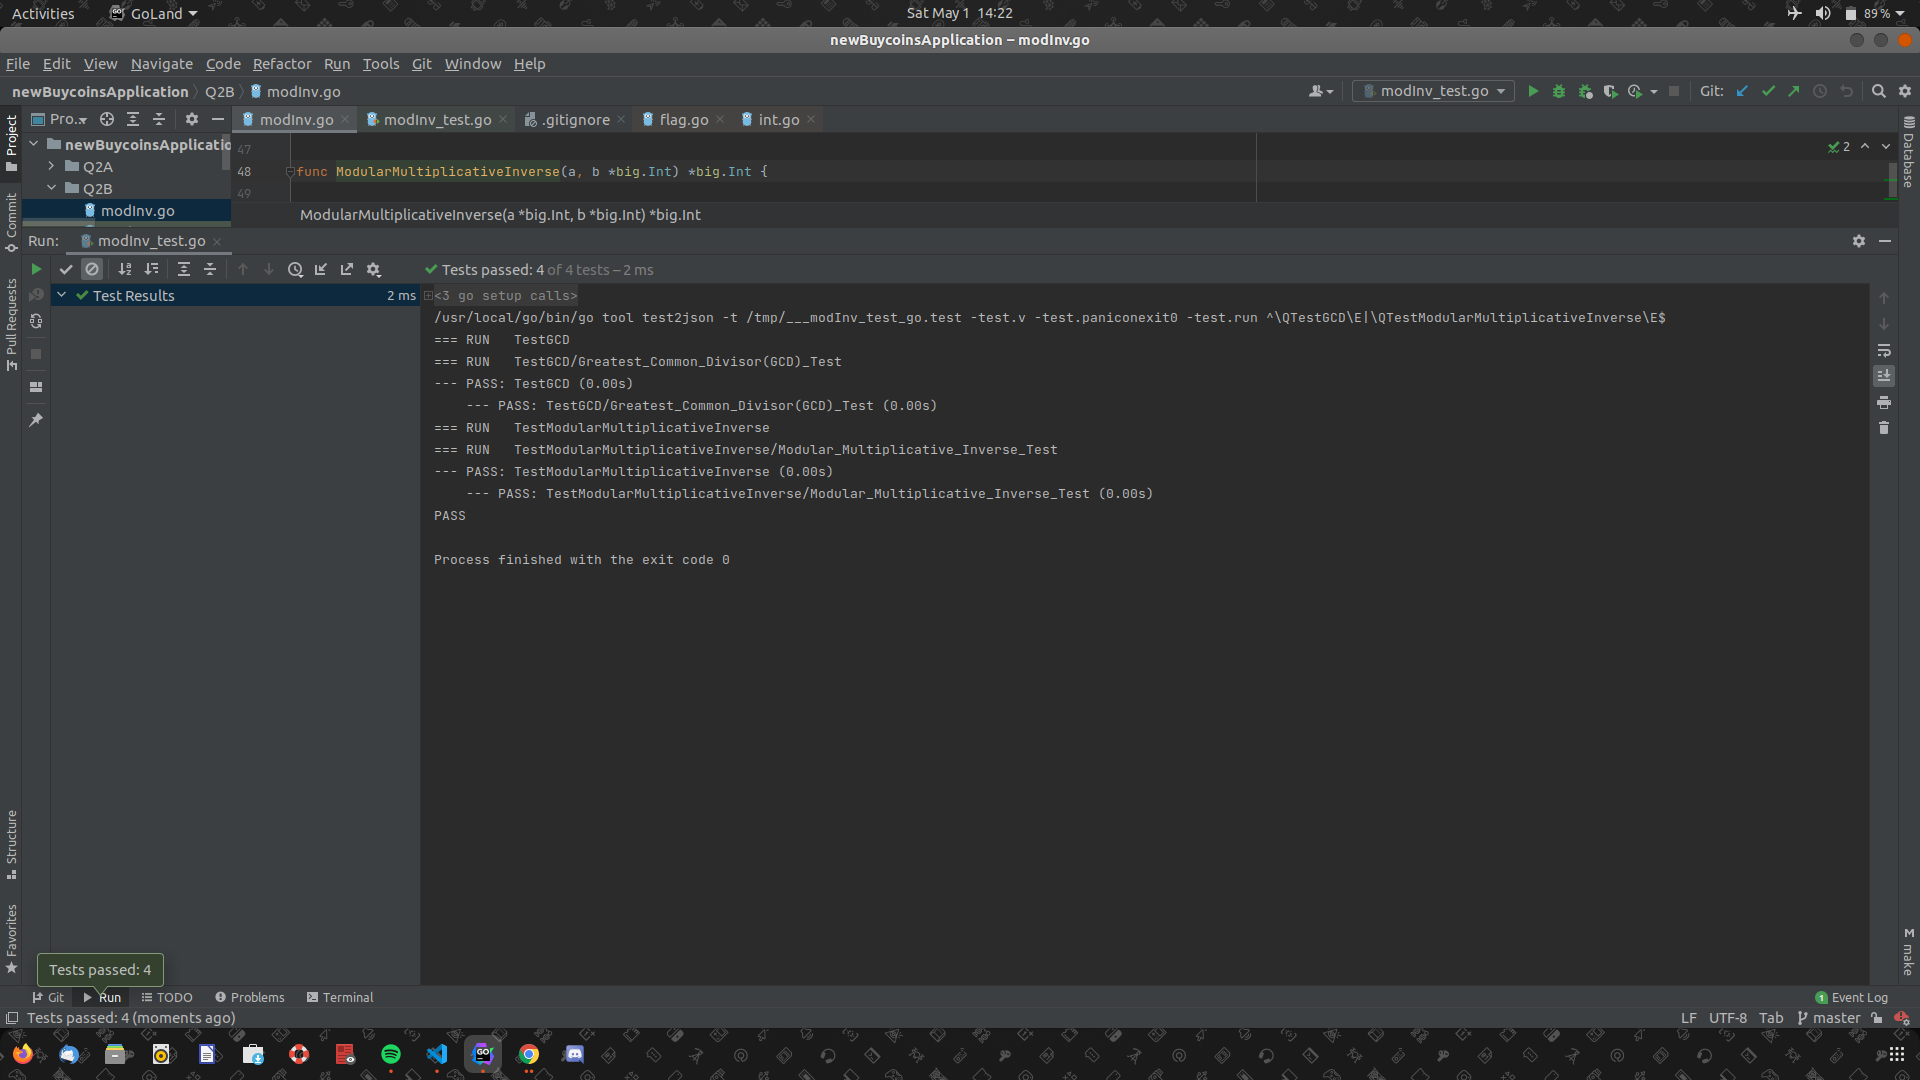 Activities GoLand Sat May 1 14:22 89 %
newBuycoinsApplication – modInv.go
File Edit View Navigate Code Refactor Run Tools Git Window Help
newBuycoinsApplication Q2B modInv.go modInv_test.go Git:
Project Pro... modInv.go modInv_test.go .gitignore flag.go int.go Database
newBuycoinsApplicatio 47 2
Q2A
48 func ModularMultiplicativeInverse(a, b *big.Int) *big.Int {
Q2B 49
Commit modInv.go ModularMultiplicativeInverse(a *big.Int, b *big.Int) *big.Int
Run: modInv_test.go
Tests passed: 4 of 4 tests – 2 ms
Pull Requests Test Results 2 ms <3 go setup calls>
/usr/local/go/bin/go tool test2json -t /tmp/___modInv_test_go.test -test.v -test.paniconexit0 -test.run ^\QTestGCD\E|\QTestModularMultiplicativeInverse\E$
=== RUN   TestGCD
=== RUN   TestGCD/Greatest_Common_Divisor(GCD)_Test
--- PASS: TestGCD (0.00s)
    --- PASS: TestGCD/Greatest_Common_Divisor(GCD)_Test (0.00s)
=== RUN   TestModularMultiplicativeInverse
=== RUN   TestModularMultiplicativeInverse/Modular_Multiplicative_Inverse_Test
--- PASS: TestModularMultiplicativeInverse (0.00s)
    --- PASS: TestModularMultiplicativeInverse/Modular_Multiplicative_Inverse_Test (0.00s)
PASS
Process finished with the exit code 0
Structure
Favorites
make
Tests passed: 4
Git Run TODO Problems Terminal 1 Event Log
Tests passed: 4 (moments ago) LF UTF-8 Tab master
GO